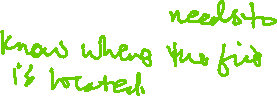 needs to
know where the fire
is located